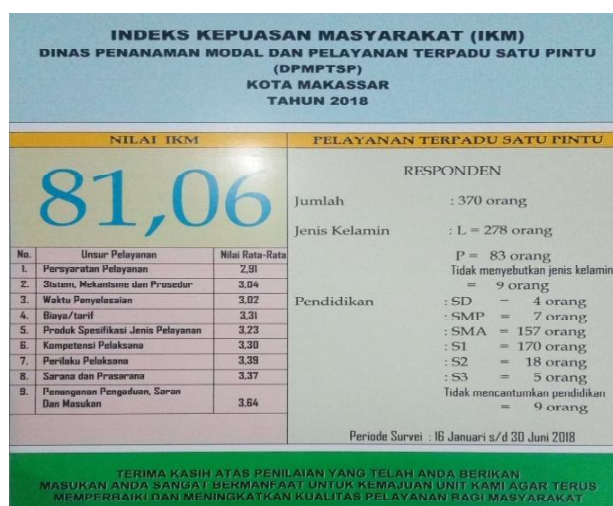 INDEKS KEPUASAN MASYARAKAT (IKM)
DINAS PENANAMAN MODAL DAN PELAYANAN TERPADU SATU PINTU
(DPMPTSP)
KOTA MAKASSAR
TAHUN 2018
NILAI IKM
81,06
No. Unsur Pelayanan Nilai Rata-Rata
1. Persyaratan Pelayanan 2,91
2. Sistem, Mekanisme dan Prosedur 3,04
3. Waktu Penyelesaian 3,02
4. Biaya/tarif 3,31
5. Produk Spesifikasi Jenis Pelayanan 3,23
6. Kompetensi Pelaksana 3,30
7. Perilaku Pelaksana 3,39
8. Sarana dan Prasarana 3,37
9. Penanganan Pengaduan, Saran
Dan Masukan 3,64
PELAYANAN TERPADU SATU PINTU
RESPONDEN
Jumlah : 370 orang
Jenis Kelamin : L = 278 orang
P = 83 orang
Tidak menyebutkan jenis kelamin
= 9 orang
Pendidikan : SD = 4 orang
: SMP = 7 orang
: SMA = 157 orang
: S1 = 170 orang
: S2 = 18 orang
: S3 = 5 orang
Tidak mencantumkan pendidikan
= 9 orang
Periode Survei : 16 Januari s/d 30 Juni 2018
TERIMA KASIH ATAS PENILAIAN YANG TELAH ANDA BERIKAN
MASUKAN ANDA SANGAT BERMANFAAT UNTUK KEMAJUAN UNIT KAMI AGAR TERUS
MEMPERBAIKI DAN MENINGKATKAN KUALITAS PELAYANAN BAGI MASYARAKAT